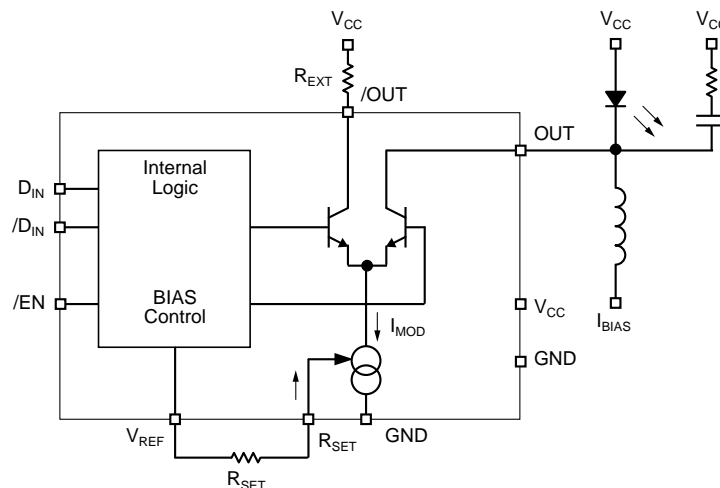 V_CC
V_CC
V_CC
R_EXT
/OUT
OUT
Internal
Logic
D_IN
/D_IN
/EN
BIAS
Control
I_MOD
V_CC
I_BIAS
GND
V_REF
R_SET
GND
R_SET